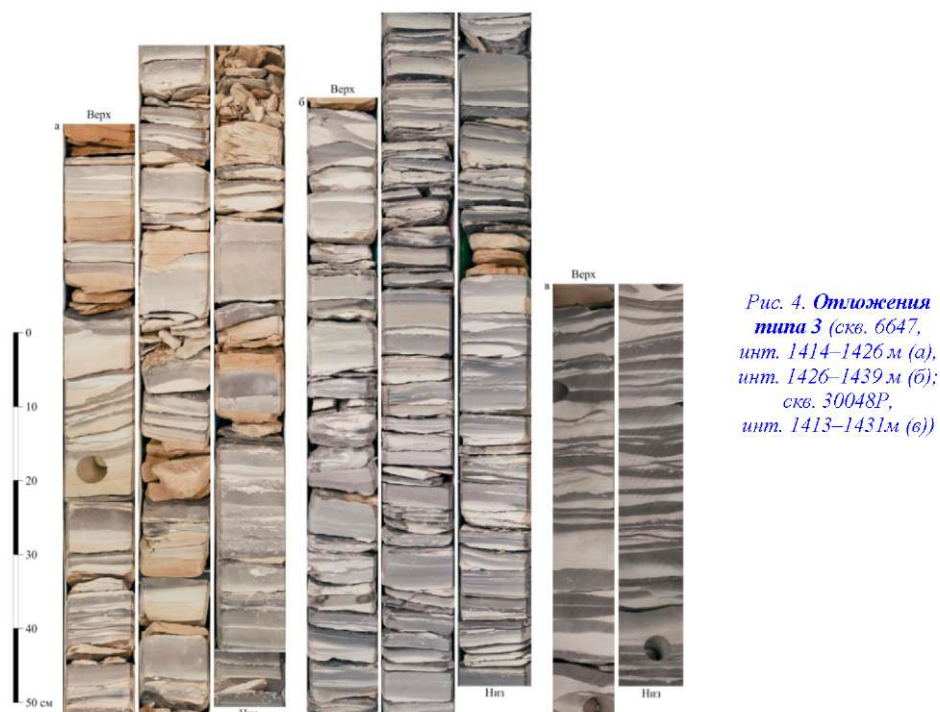 Верх
б
Верх
а
Верх
в
0
10
20
30
40
50 см
Низ
Низ
Низ
Рис. 4. Отложения
типа 3 (скв. 6647,
инт. 1414–1426 м (а),
инт. 1426–1439 м (б);
скв. 30048Р,
инт. 1413–1431м (в))